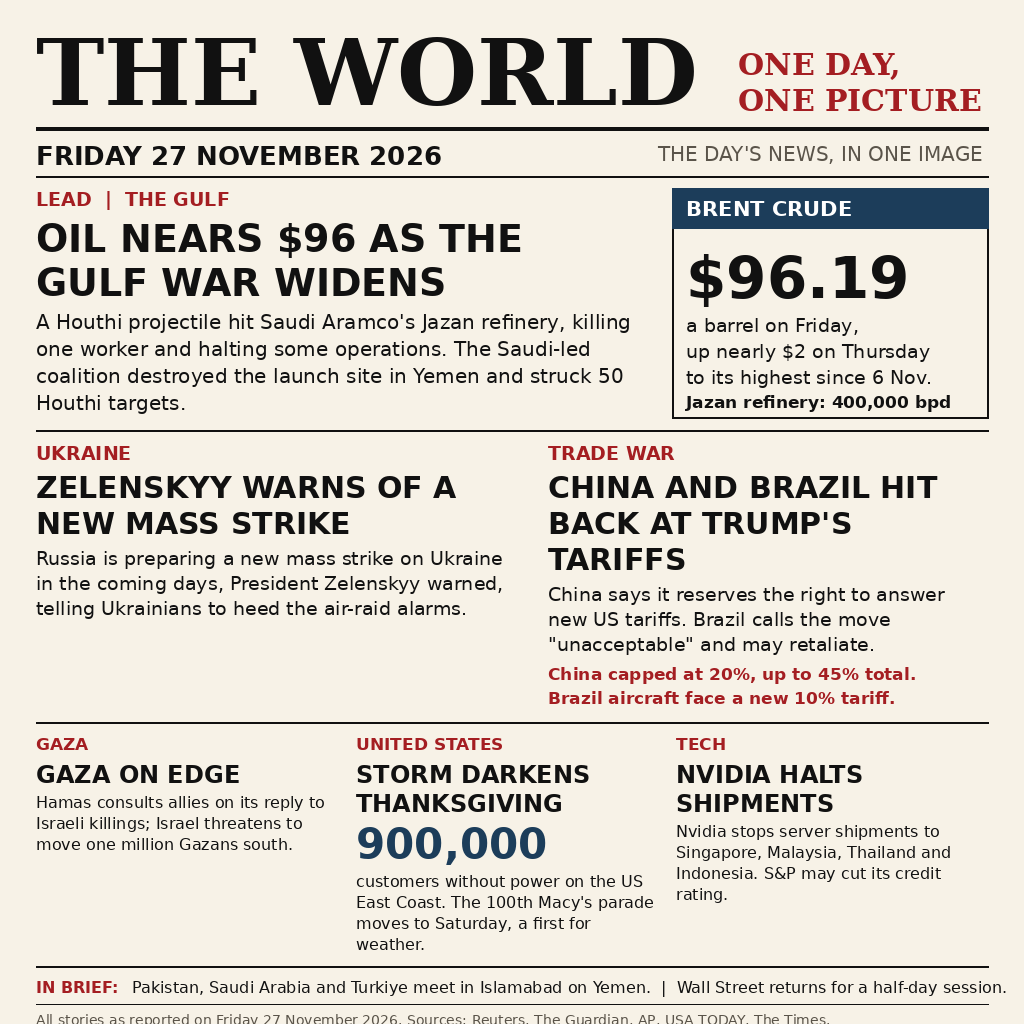 THE WORLD
ONE DAY,
ONE PICTURE
FRIDAY 27 NOVEMBER 2026
THE DAY'S NEWS, IN ONE IMAGE
LEAD | THE GULF
OIL NEARS $96 AS THE
GULF WAR WIDENS
A Houthi projectile hit Saudi Aramco's Jazan refinery, killing
one worker and halting some operations. The Saudi-led
coalition destroyed the launch site in Yemen and struck 50
Houthi targets.
BRENT CRUDE
$96.19
a barrel on Friday,
up nearly $2 on Thursday
to its highest since 6 Nov.
Jazan refinery: 400,000 bpd
UKRAINE
ZELENSKYY WARNS OF A
NEW MASS STRIKE
Russia is preparing a new mass strike on Ukraine
in the coming days, President Zelenskyy warned,
telling Ukrainians to heed the air-raid alarms.
TRADE WAR
CHINA AND BRAZIL HIT
BACK AT TRUMP'S
TARIFFS
China says it reserves the right to answer
new US tariffs. Brazil calls the move
"unacceptable" and may retaliate.
China capped at 20%, up to 45% total.
Brazil aircraft face a new 10% tariff.
GAZA
GAZA ON EDGE
Hamas consults allies on its reply to
Israeli killings; Israel threatens to
move one million Gazans south.
UNITED STATES
STORM DARKENS
THANKSGIVING
900,000
customers without power on the US
East Coast. The 100th Macy's parade
moves to Saturday, a first for
weather.
TECH
NVIDIA HALTS
SHIPMENTS
Nvidia stops server shipments to
Singapore, Malaysia, Thailand and
Indonesia. S&P may cut its credit
rating.
IN BRIEF: Pakistan, Saudi Arabia and Turkiye meet in Islamabad on Yemen. | Wall Street returns for a half-day session.
All stories as reported on Friday 27 November 2026. Sources: Reuters, The Guardian, AP, USA TODAY, The Times.